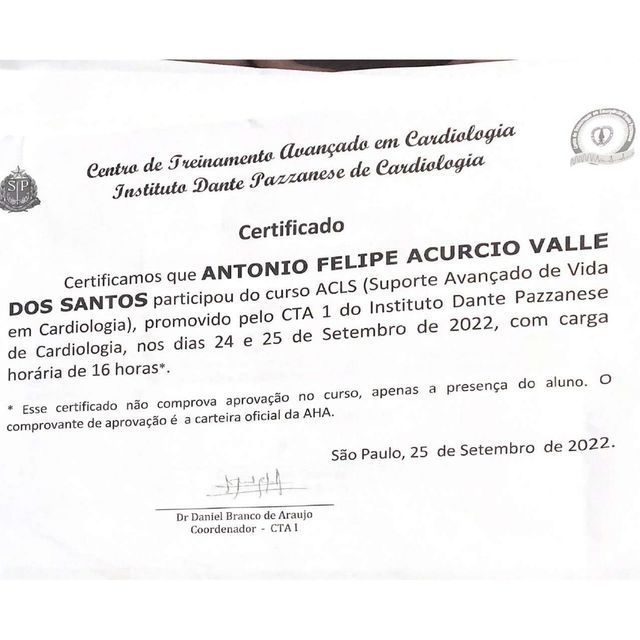 Centro de Treinamento Avançado em Cardiologia
Instituto Dante Pazzanese de Cardiologia
SP
Certificado
Certificamos que ANTONIO FELIPE ACURCIO VALLE
DOS SANTOS participou do curso ACLS (Suporte Avançado de Vida
em Cardiologia), promovido pelo CTA 1 do Instituto Dante Pazzanese
de Cardiologia, nos dias 24 e 25 de Setembro de 2022, com carga
horária de 16 horas*.
* Esse certificado não comprova aprovação no curso, apenas a presença do aluno. O
comprovante de aprovação é a carteira oficial da AHA.
São Paulo, 25 de Setembro de 2022.
Dr Daniel Branco de Araujo
Coordenador - CTA I